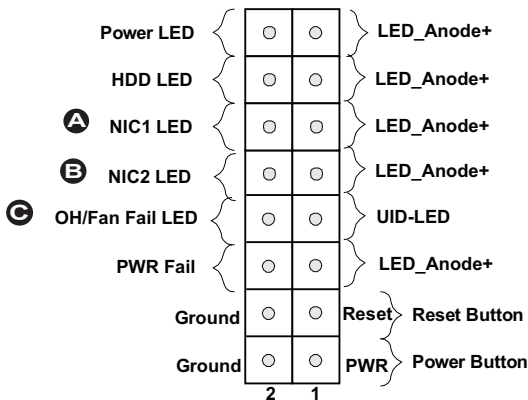 Power LED LED_Anode+
HDD LED LED_Anode+
A NIC1 LED LED_Anode+
B NIC2 LED LED_Anode+
C OH/Fan Fail LED UID-LED
PWR Fail LED_Anode+
Ground Reset Reset Button
Ground PWR Power Button
2 1